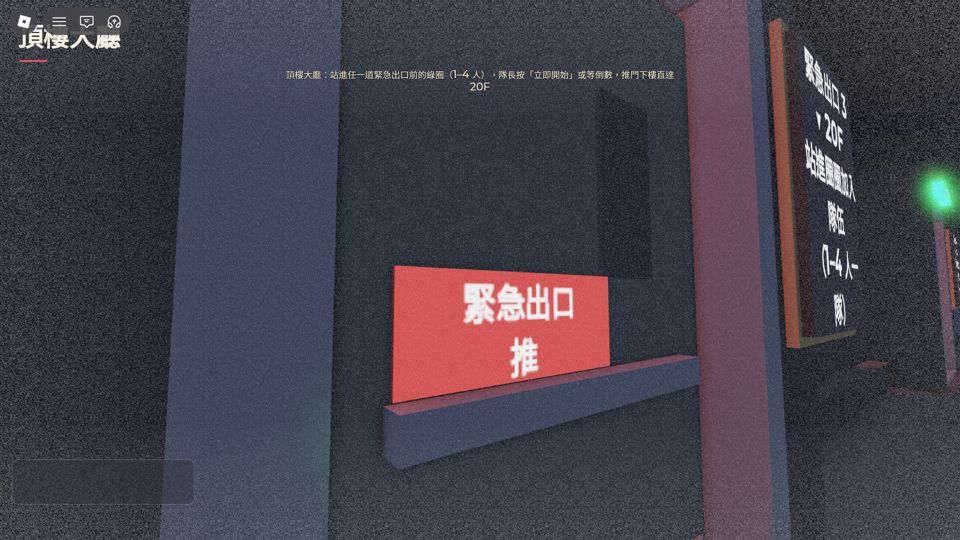 頂樓大廳
頂樓大廳：站進任一道緊急出口前的綠圈（1–4 人），隊長按「立即開始」或等倒數，推門下樓直達
20F
緊急出口
推
緊急出口 3
▼ 20F
站進圈圈加入
隊伍
（1–4 人一
隊）